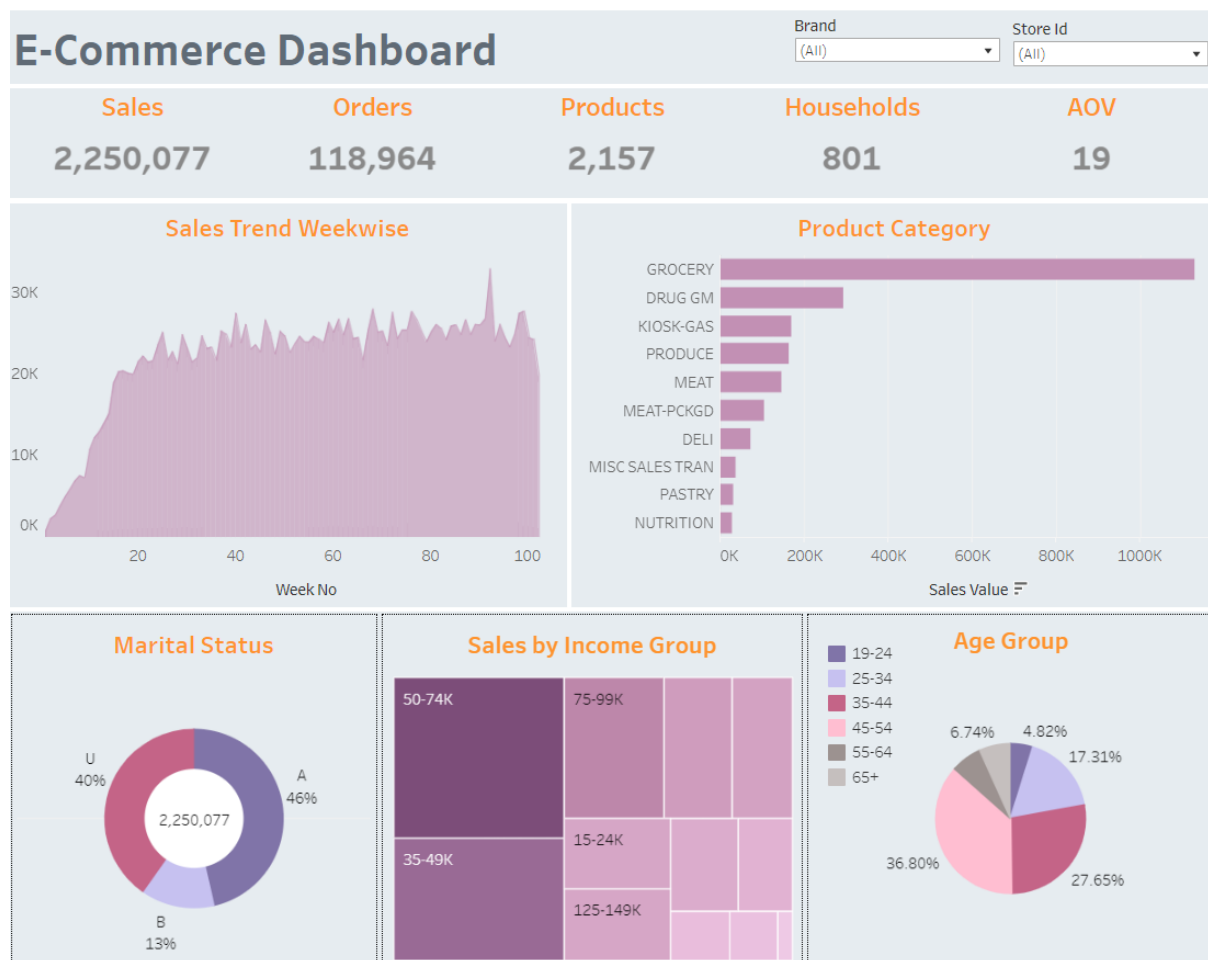 E-Commerce Dashboard
Brand
(All)
Store Id
(All)
Sales
2,250,077
Orders
118,964
Products
2,157
Households
801
AOV
19
Sales Trend Weekwise
30K
20K
10K
0K
20
40
60
80
100
Week No
Product Category
GROCERY
DRUG GM
KIOSK-GAS
PRODUCE
MEAT
MEAT-PCKGD
DELI
MISC SALES TRAN
PASTRY
NUTRITION
0K
200K
400K
600K
800K
1000K
Sales Value
Marital Status
U
40%
A
46%
2,250,077
B
13%
Sales by Income Group
50-74K
75-99K
35-49K
15-24K
125-149K
Age Group
19-24
25-34
35-44
45-54
55-64
65+
6.74%
4.82%
17.31%
36.80%
27.65%